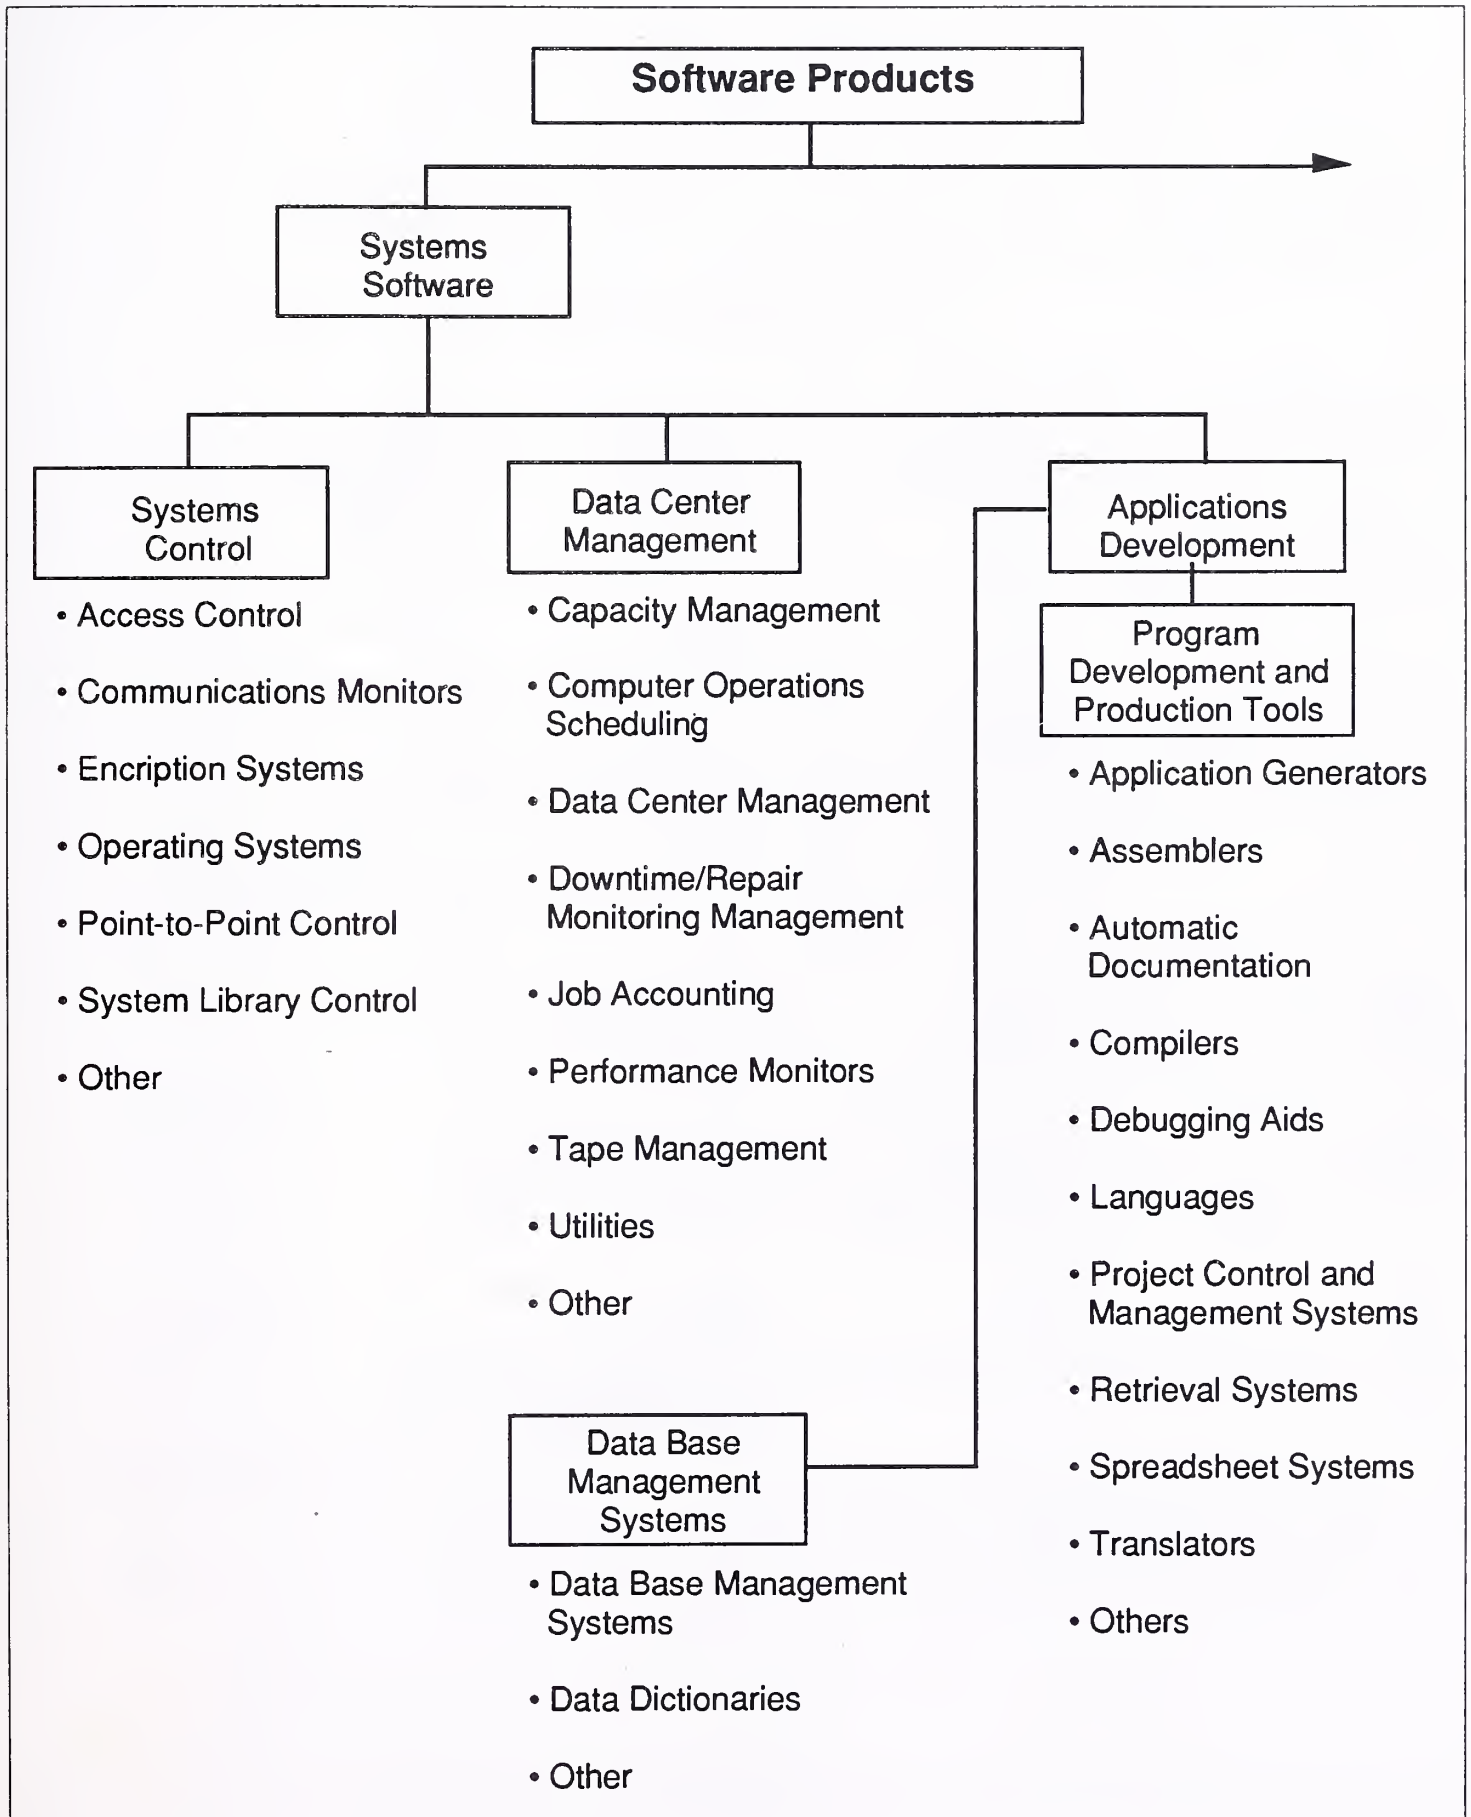 Software Products
Systems
Software
Systems
Control
• Access Control
• Communications Monitors
• Encription Systems
• Operating Systems
• Point-to-Point Control
• System Library Control
• Other
Data Center
Management
• Capacity Management
• Computer Operations
Scheduling
• Data Center Management
• Downtime/Repair
Monitoring Management
• Job Accounting
• Performance Monitors
• Tape Management
• Utilities
• Other
Data Base
Management
Systems
• Data Base Management
Systems
• Data Dictionaries
• Other
Applications
Development
Program
Development and
Production Tools
• Application Generators
• Assemblers
• Automatic
Documentation
• Compilers
• Debugging Aids
• Languages
• Project Control and
Management Systems
• Retrieval Systems
• Spreadsheet Systems
• Translators
• Others